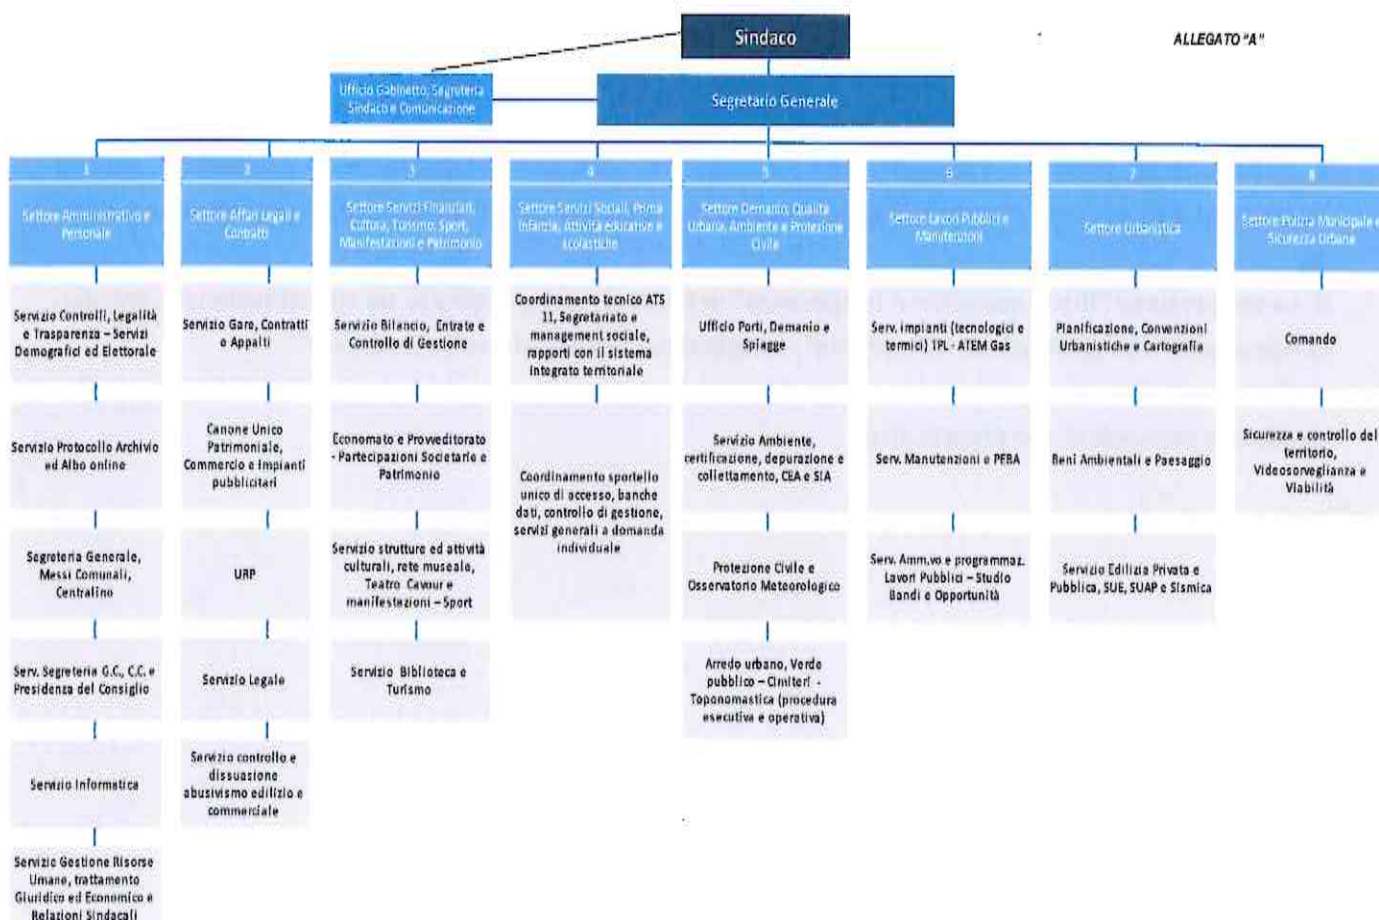 Sindaco
ALLEGATO "A"
Ufficio Gabinetto, Segreteria
Sindaco e Comunicazione
Segretario Generale
1
Settore Amministrativo e
Personale
Servizio Controlli, Legalità
e Trasparenza – Servizi
Demografici ed Elettorale
Servizio Protocollo Archivio
ed Albo online
Segreteria Generale,
Messi Comunali,
Centralino
Serv. Segreteria G.C., C.C. e
Presidenza del Consiglio
Servizio Informatica
Servizio Gestione Risorse
Umane, trattamento
Giuridico ed Economico e
Relazioni Sindacali
2
Settore Affari Legali e
Contratti
Servizio Gare, Contratti
e Appalti
Canone Unico
Patrimoniale,
Commercio e Impianti
pubblicitari
URP
Servizio Legale
Servizio controllo e
dissuasione
abusivismo edilizio e
commerciale
3
Settore Servizi Finanziari,
Cultura, Turismo, Sport,
Manifestazioni e Patrimonio
Servizio Bilancio, Entrate e
Controllo di Gestione
Economato e Provveditorato
- Partecipazioni Societarie e
Patrimonio
Servizio strutture ed attività
culturali, rete museale,
Teatro Cavour e
manifestazioni – Sport
Servizio Biblioteca e
Turismo
4
Settore Servizi Sociali, Prima
Infanzia, Attività educative e
scolastiche
Coordinamento tecnico ATS
11, Segretariato e
management sociale,
rapporti con il sistema
integrato territoriale
Coordinamento sportello
unico di accesso, banche
dati, controllo di gestione,
servizi generali a domanda
individuale
5
Settore Demanio, Qualità
Urbana, Ambiente e Protezione
Civile
Ufficio Porti, Demanio e
Spiagge
Servizio Ambiente,
certificazione, depurazione e
collettamento, CEA e SIA
Protezione Civile e
Osservatorio Meteorologico
Arredo urbano, Verde
pubblico – Cimiteri -
Toponomastica (procedura
esecutiva e operativa)
6
Settore Lavori Pubblici e
Manutenzioni
Serv. impianti (tecnologici e
termici) TPL - ATEM Gas
Serv. Manutenzioni e PEBA
Serv. Amm.vo e programmaz.
Lavori Pubblici – Studio
Bandi e Opportunità
7
Settore Urbanistica
Planificazione, Convenzioni
Urbanistiche e Cartografia
Beni Ambientali e Paesaggio
Servizio Edilizia Privata e
Pubblica, SUE, SUAP e Sismica
8
Settore Polizia Municipale e
Sicurezza Urbana
Comando
Sicurezza e controllo del
territorio,
Videosorveglianza e
Viabilità